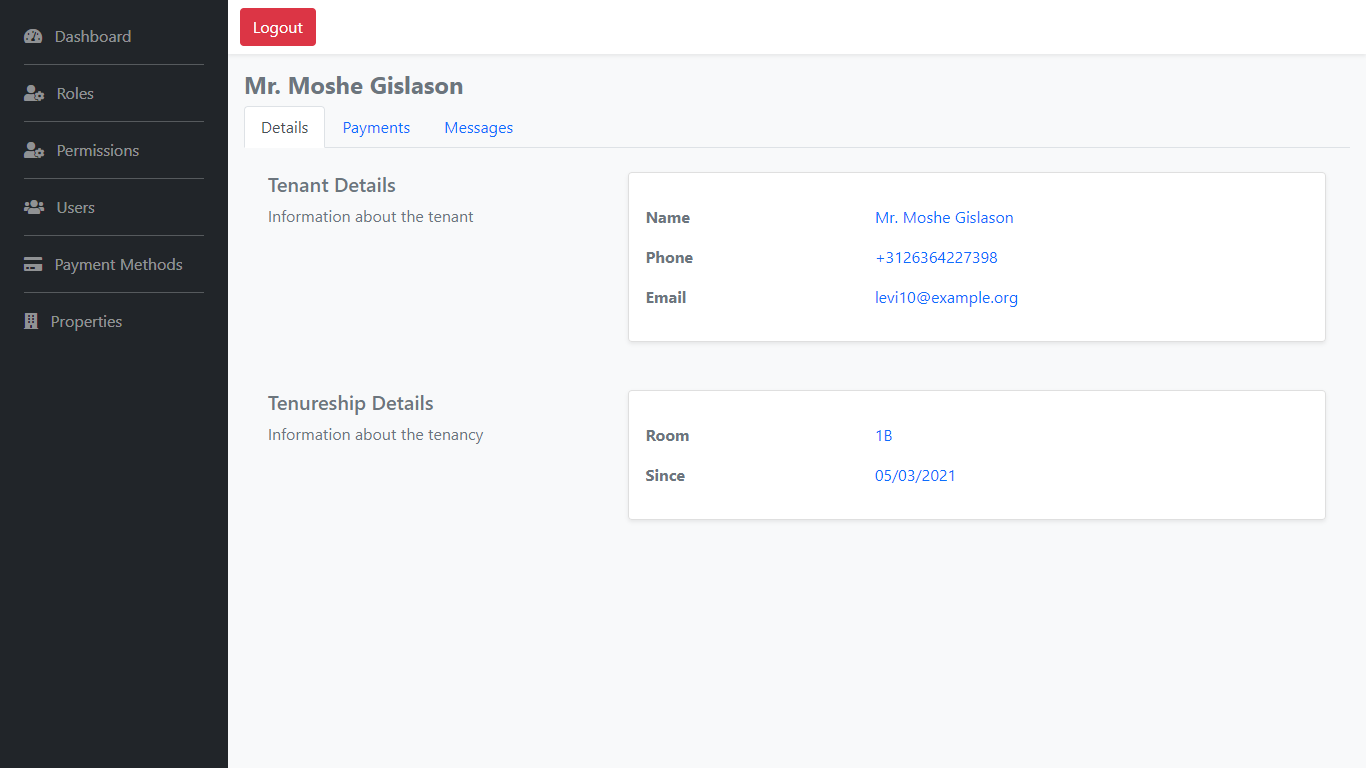 Dashboard
Roles
Permissions
Users
Payment Methods
Properties
Logout
Mr. Moshe Gislason
Details Payments Messages
Tenant Details
Information about the tenant
Name Mr. Moshe Gislason
Phone +3126364227398
Email levi10@example.org
Tenureship Details
Information about the tenancy
Room 1B
Since 05/03/2021